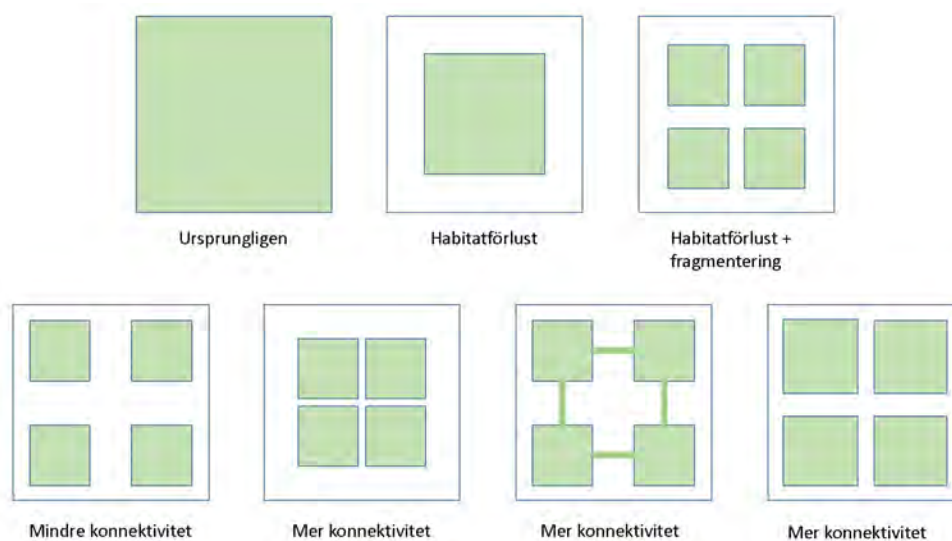 Ursprungligen
Habitatförlust
Habitatförlust +
fragmentering
Mindre konnektivitet
Mer konnektivitet
Mer konnektivitet
Mer konnektivitet